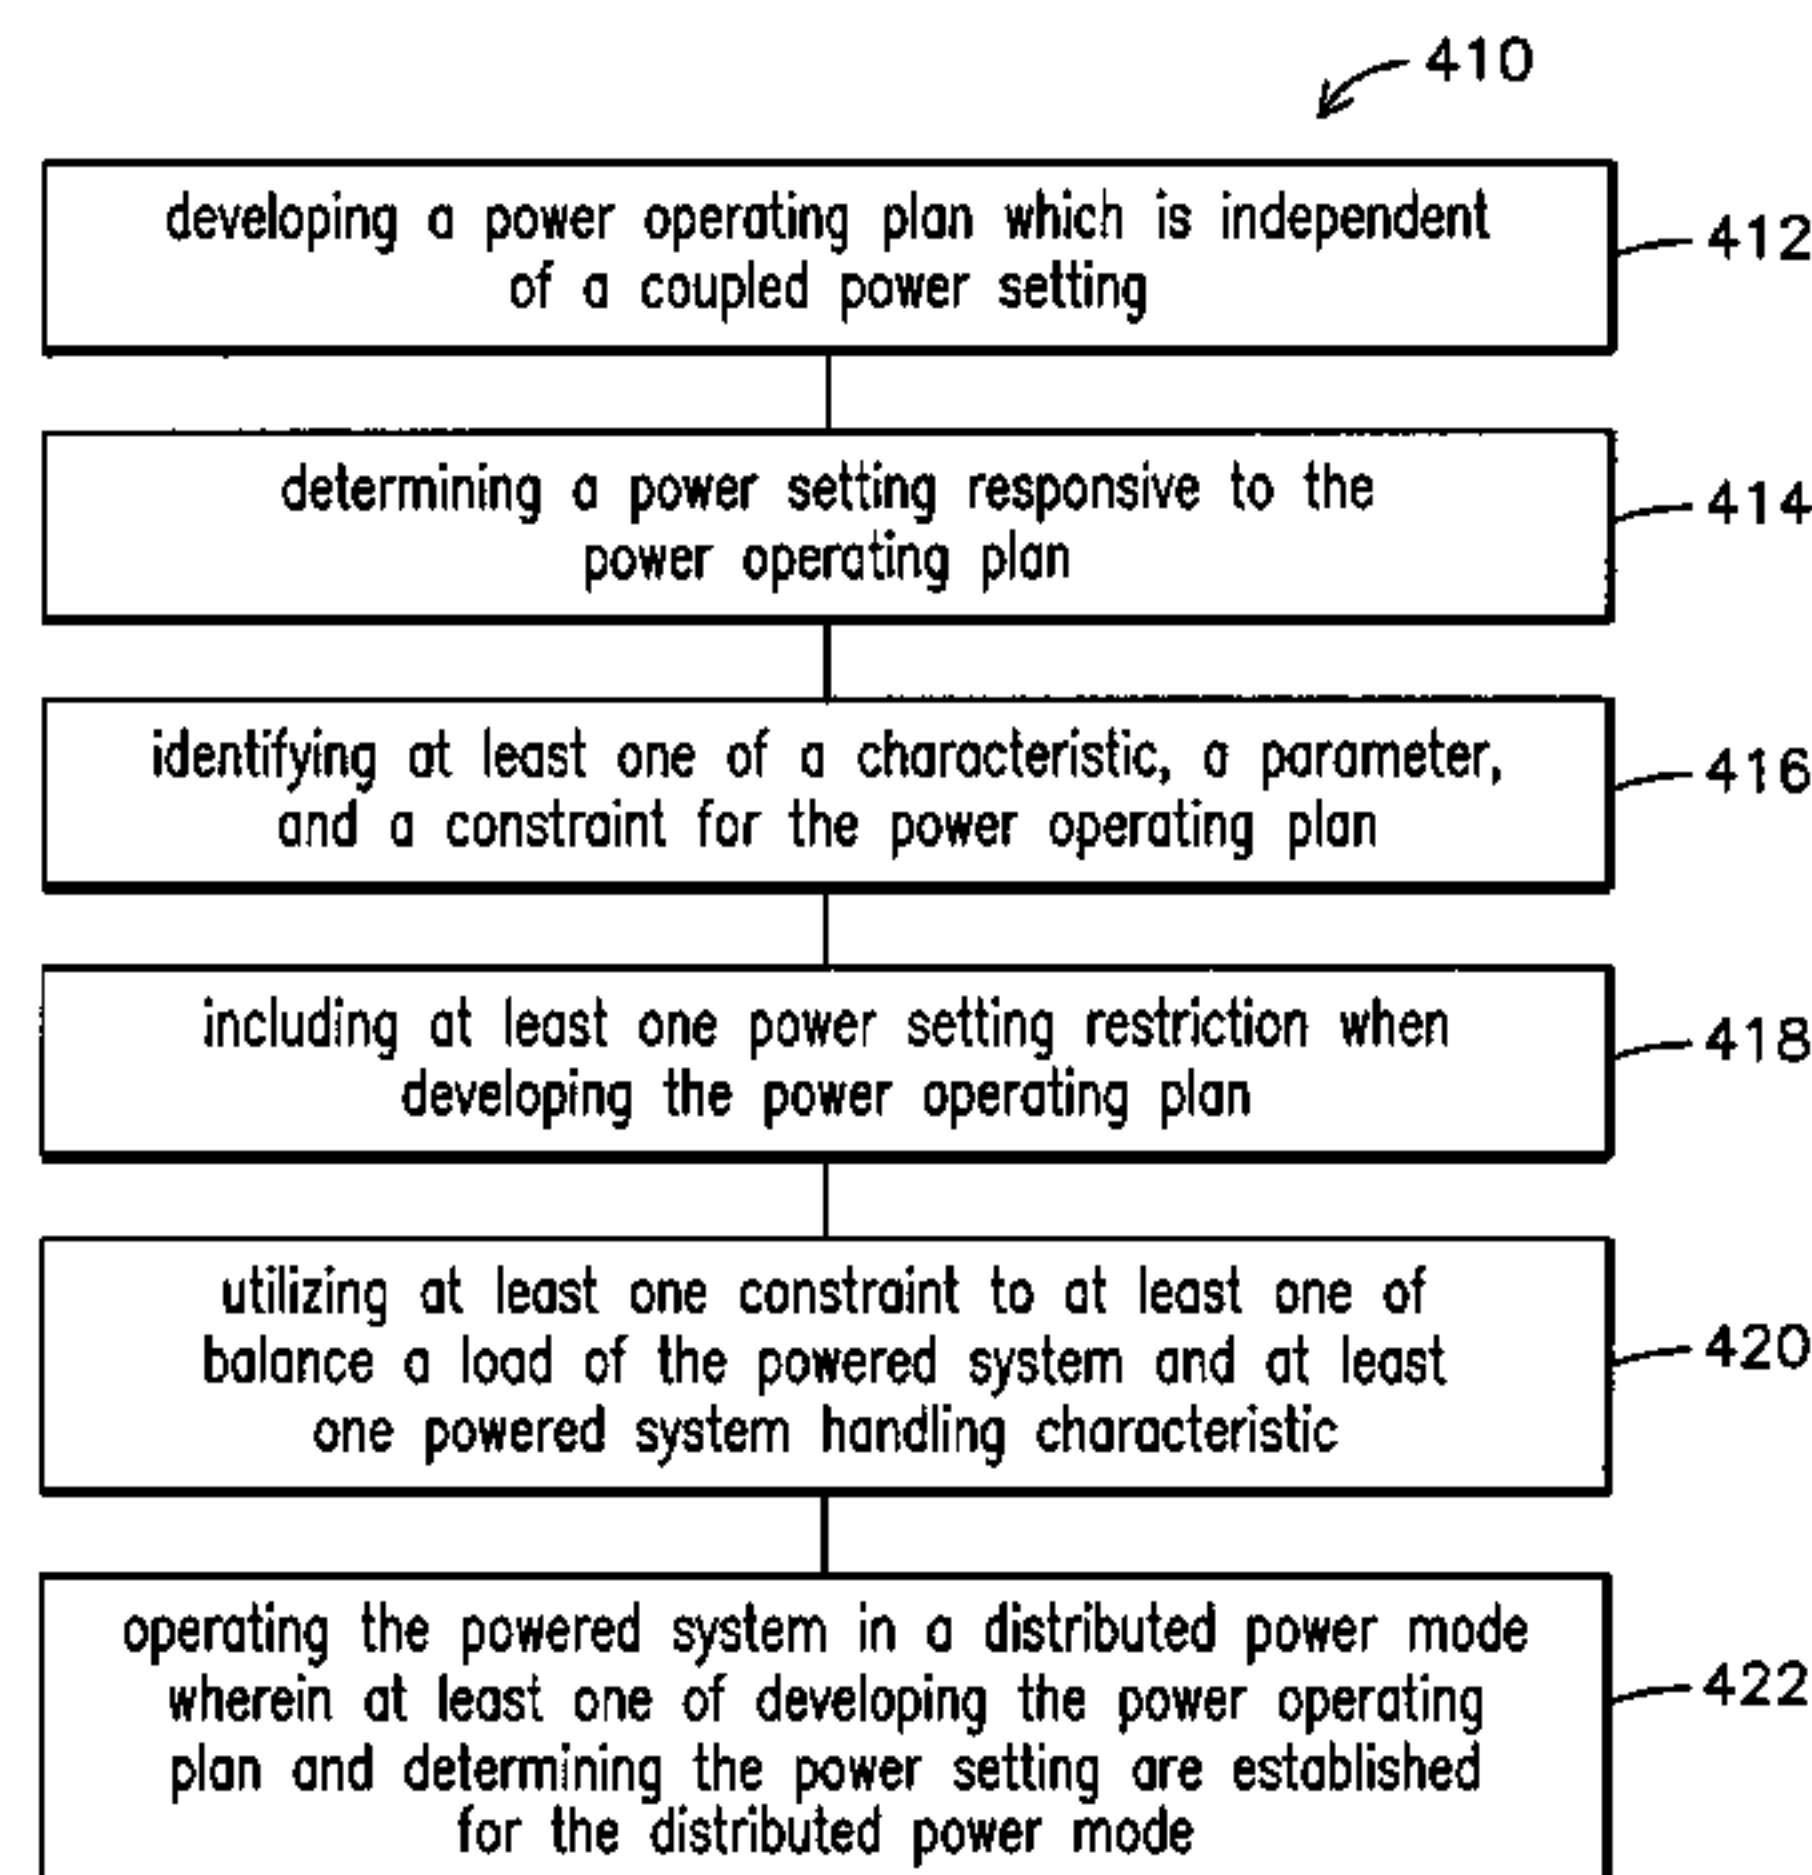 410
developing a power operating plan which is independent
of a coupled power setting
412
determining a power setting responsive to the
power operating plan
414
identifying at least one of a characteristic, a parameter,
and a constraint for the power operating plan
416
including at least one power setting restriction when
developing the power operating plan
418
utilizing at least one constraint to at least one of
balance a load of the powered system and at least
one powered system handling characteristic
420
operating the powered system in a distributed power mode
wherein at least one of developing the power operating
plan and determining the power setting are established
for the distributed power mode
422